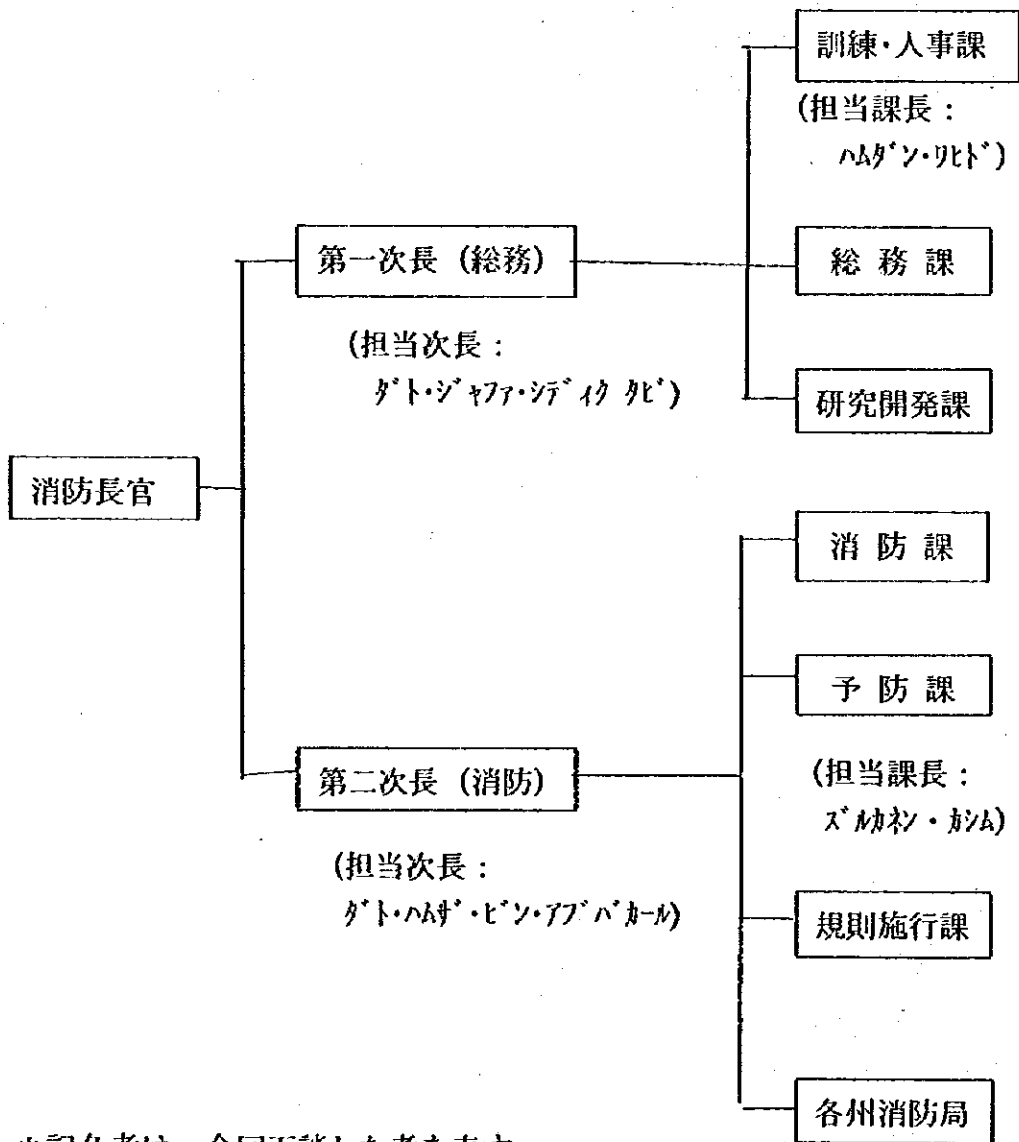 訓練・人事課
(担当課長：
ﾊﾑﾀﾞﾝ・ﾜﾋﾄﾞ)
第一次長（総務）
(担当次長：
ﾀﾞﾄ・ｼﾞｬﾌｧ・ｼﾃﾞｨｸ ﾀﾋﾞ)
総 務 課
研究開発課
消防長官
第二次長（消防）
(担当次長：
ﾀﾞﾄ・ﾊﾑｻﾞ・ﾋﾞﾝ・ｱﾌﾞﾊﾞｶｰﾙ)
消 防 課
予 防 課
(担当課長：
ｽﾞﾙｶﾈﾝ・ｶｼﾑ)
規則施行課
各州消防局